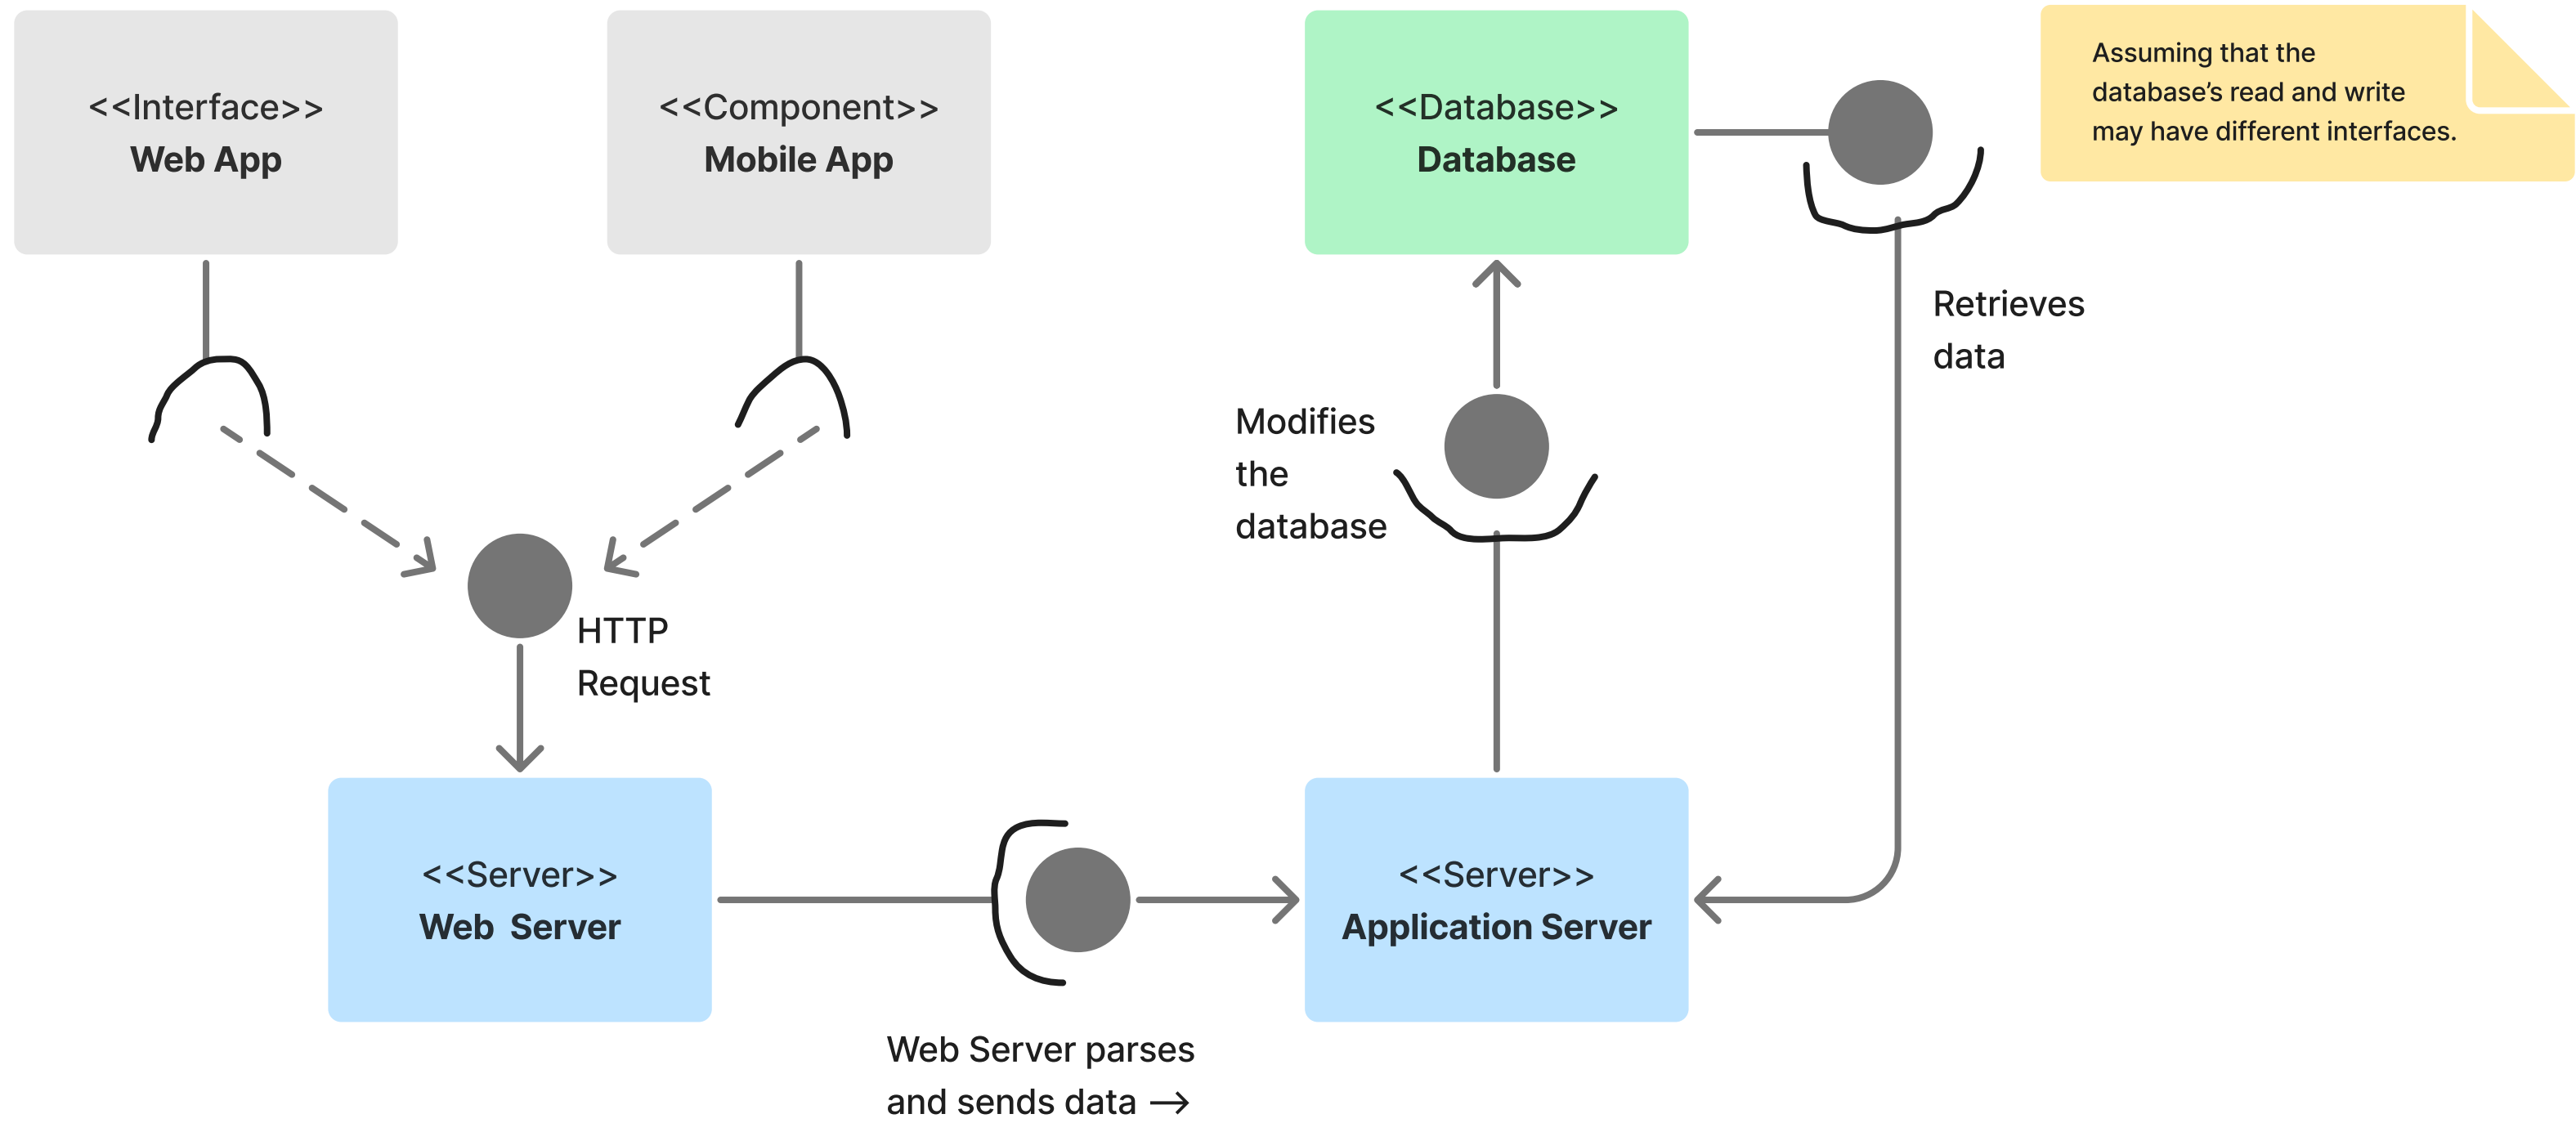 <<Interface>>
Web App
<<Component>>
Mobile App
<<Database>>
Database
Assuming that the
database’s read and write
may have different interfaces.
Retrieves
data
Modifies
the
database
HTTP
Request
<<Server>>
Web  Server
<<Server>>
Application Server
Web Server parses
and sends data →